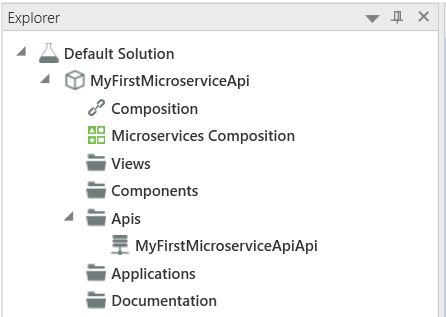 Explorer
Default Solution
MyFirstMicroserviceApi
Composition
Microservices Composition
Views
Components
Apis
MyFirstMicroserviceApiApi
Applications
Documentation